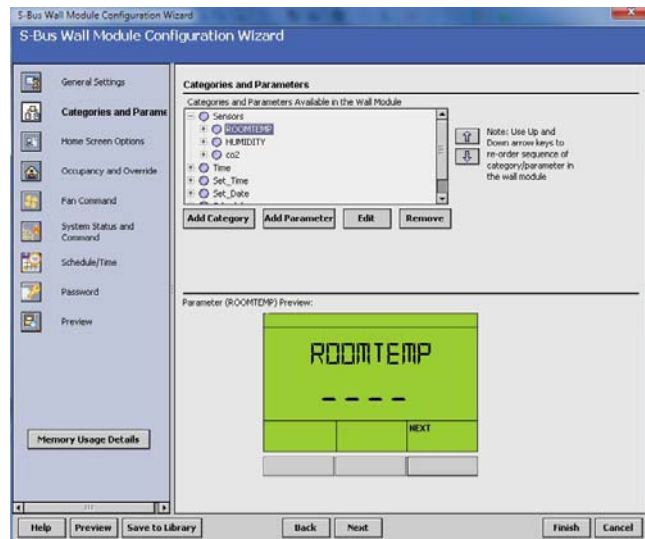 S-Bus Wall Module Configuration Wizard
S-Bus Wall Module Configuration Wizard
General Settings
Categories and Parame
Home Screen Options
Occupancy and Override
Fan Command
System Status and
Command
Schedule/Time
Password
Preview
Memory Usage Details
Categories and Parameters
Categories and Parameters Available in the Wall Module
Sensors
ROOMTEMP
HUMIDITY
co2
Time
Set_Time
Set_Date
Note: Use Up and
Down arrow keys to
re-order sequence of
category/parameter in
the wall module
Add Category Add Parameter Edit Remove
Parameter (ROOMTEMP) Preview:
ROOMTEMP
- - - -
NEXT
Help Preview Save to Library Back Next Finish Cancel